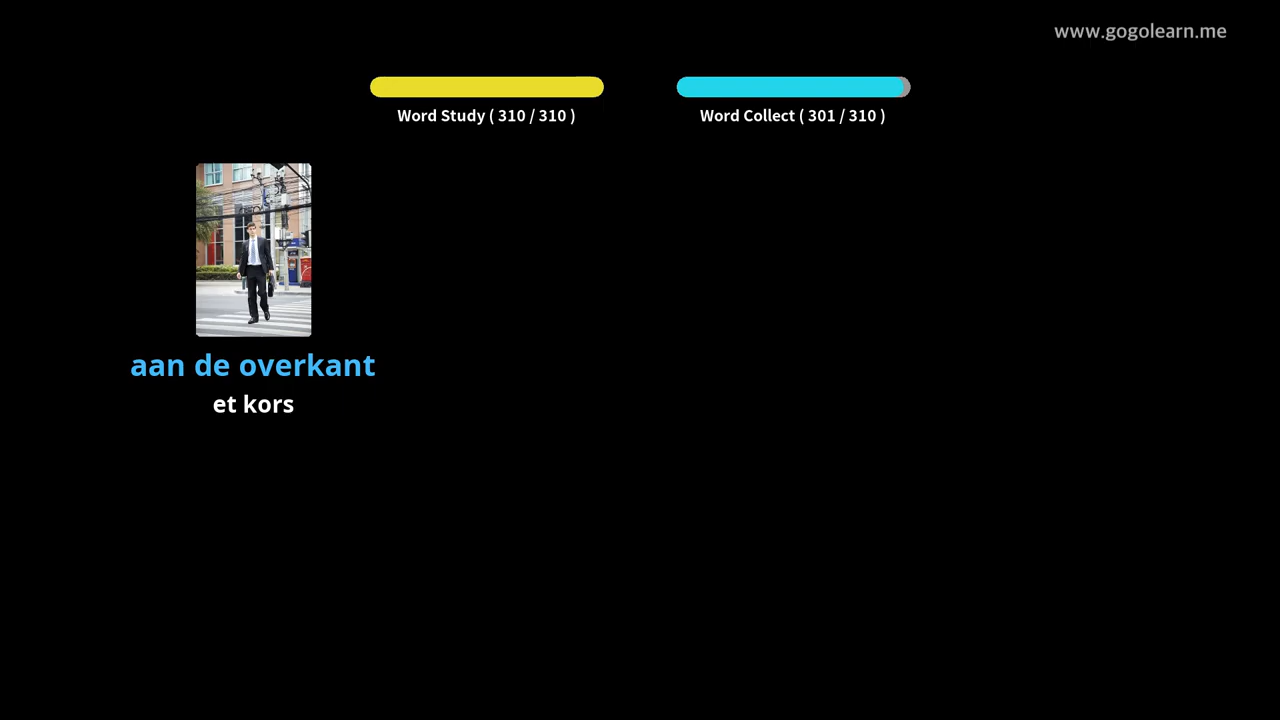 www.gogolearn.me
Word Study ( 310 / 310 )
Word Collect ( 301 / 310 )
aan de overkant
et kors